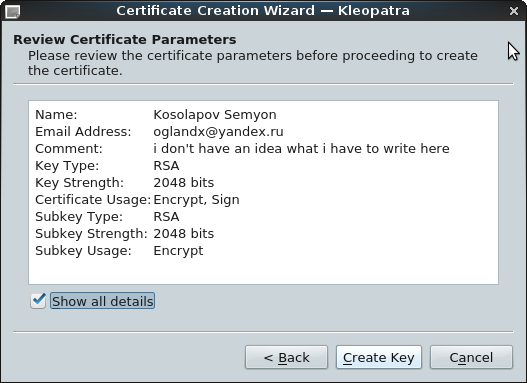 Certificate Creation Wizard — Kleopatra
Review Certificate Parameters
Please review the certificate parameters before proceeding to create
the certificate.
Name: Kosolapov Semyon
Email Address: oglandx@yandex.ru
Comment: i don't have an idea what i have to write here
Key Type: RSA
Key Strength: 2048 bits
Certificate Usage: Encrypt, Sign
Subkey Type: RSA
Subkey Strength: 2048 bits
Subkey Usage: Encrypt
Show all details
< Back Create Key Cancel